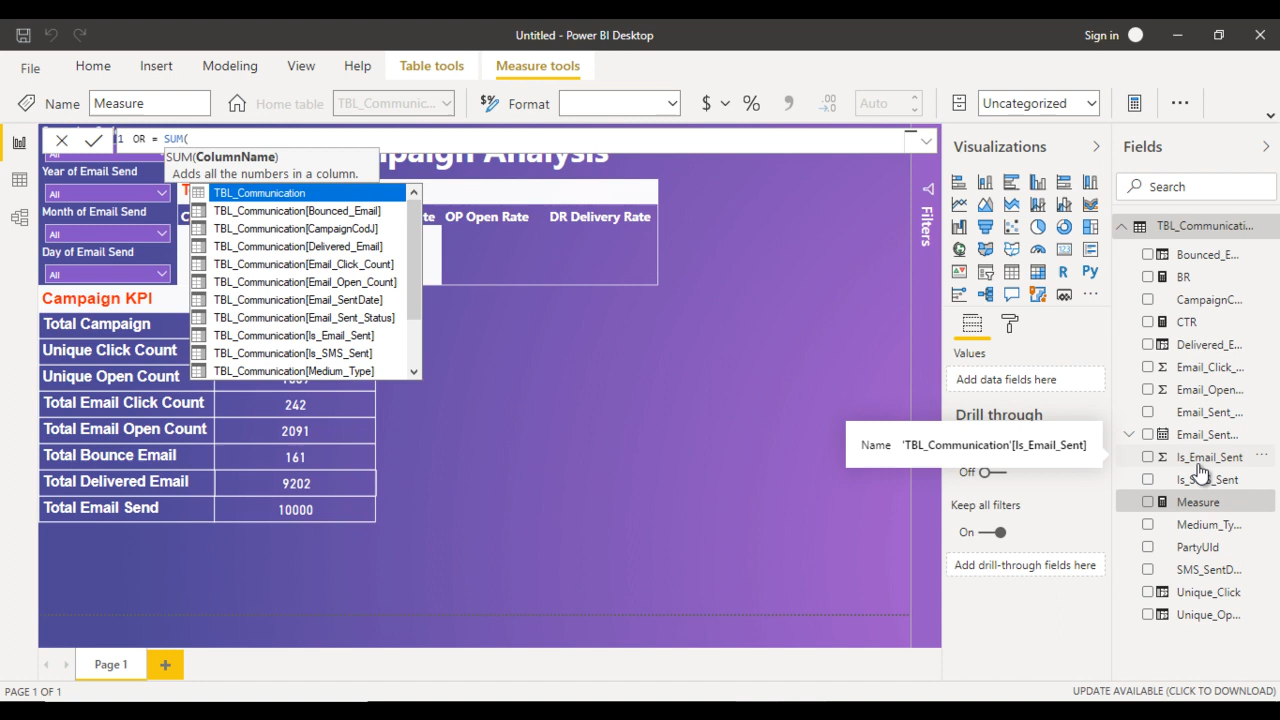 Untitled - Power BI Desktop
Sign in
File
Home
Insert
Modeling
View
Help
Table tools
Measure tools
Name
Measure
Home table
TBL_Communic...
Format
$
%
Auto
Uncategorized
1 OR = SUM(
SUM(ColumnName)
Adds all the numbers in a column.
paign Analysis
All
Year of Email Send
All
Month of Email Send
All
Day of Email Send
All
TBL_Communication
TBL_Communication[Bounced_Email]
TBL_Communication[CampaignCodJ]
TBL_Communication[Delivered_Email]
TBL_Communication[Email_Click_Count]
TBL_Communication[Email_Open_Count]
TBL_Communication[Email_SentDate]
TBL_Communication[Email_Sent_Status]
TBL_Communication[Is_Email_Sent]
TBL_Communication[Is_SMS_Sent]
TBL_Communication[Medium_Type]
te OP Open Rate DR Delivery Rate
Campaign KPI
Total Campaign
Unique Click Count
Unique Open Count
Total Email Click Count 242
Total Email Open Count 2091
Total Bounce Email 161
Total Delivered Email 9202
Total Email Send 10000
Filters
Visualizations
R
Py
Values
Add data fields here
Drill through
Name 'TBL_Communication'[Is_Email_Sent]
Off
Keep all filters
On
Add drill-through fields here
Fields
Search
TBL_Communicati...
Bounced_E...
BR
CampaignC...
CTR
Delivered_E...
Email_Click_...
Email_Open...
Email_Sent_...
Email_Sent...
Is_Email_Sent
Is_SMS_Sent
Measure
Medium_Ty...
PartyUId
SMS_SentD...
Unique_Click
Unique_Op...
Page 1
PAGE 1 OF 1
UPDATE AVAILABLE (CLICK TO DOWNLOAD)